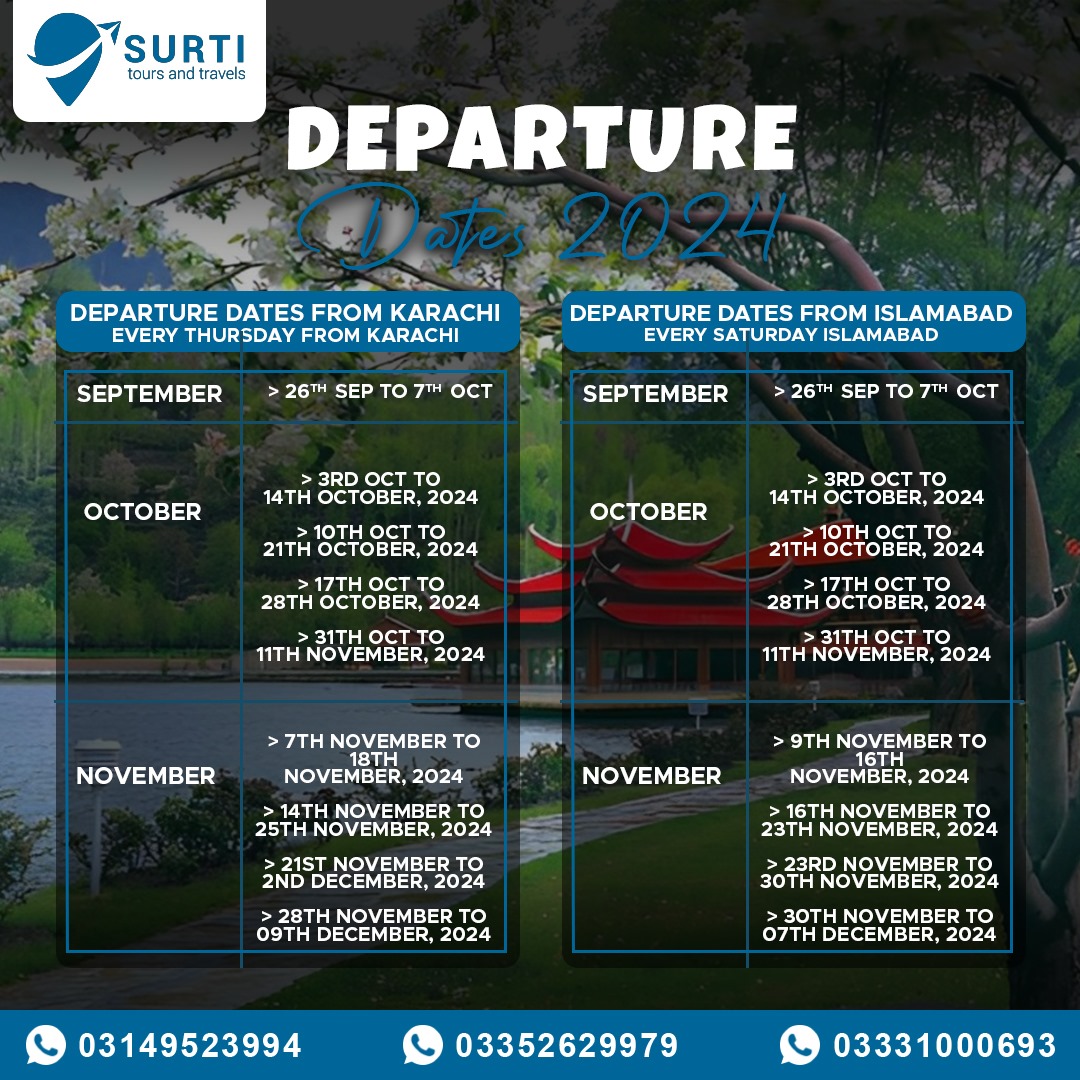 SURTI
tours and travels
DEPARTURE
Dates 2024
DEPARTURE DATES FROM KARACHI
EVERY THURSDAY FROM KARACHI
SEPTEMBER
> 26TH SEP TO 7TH OCT
OCTOBER
> 3RD OCT TO
14TH OCTOBER, 2024
> 10TH OCT TO
21TH OCTOBER, 2024
> 17TH OCT TO
28TH OCTOBER, 2024
> 31TH OCT TO
11TH NOVEMBER, 2024
NOVEMBER
> 7TH NOVEMBER TO
18TH
NOVEMBER, 2024
> 14TH NOVEMBER TO
25TH NOVEMBER, 2024
> 21ST NOVEMBER TO
2ND DECEMBER, 2024
> 28TH NOVEMBER TO
09TH DECEMBER, 2024
DEPARTURE DATES FROM ISLAMABAD
EVERY SATURDAY ISLAMABAD
SEPTEMBER
> 26TH SEP TO 7TH OCT
OCTOBER
> 3RD OCT TO
14TH OCTOBER, 2024
> 10TH OCT TO
21TH OCTOBER, 2024
> 17TH OCT TO
28TH OCTOBER, 2024
> 31TH OCT TO
11TH NOVEMBER, 2024
NOVEMBER
> 9TH NOVEMBER TO
16TH
NOVEMBER, 2024
> 16TH NOVEMBER TO
23TH NOVEMBER, 2024
> 23RD NOVEMBER TO
30TH NOVEMBER, 2024
> 30TH NOVEMBER TO
07TH DECEMBER, 2024
03149523994
03352629979
03331000693